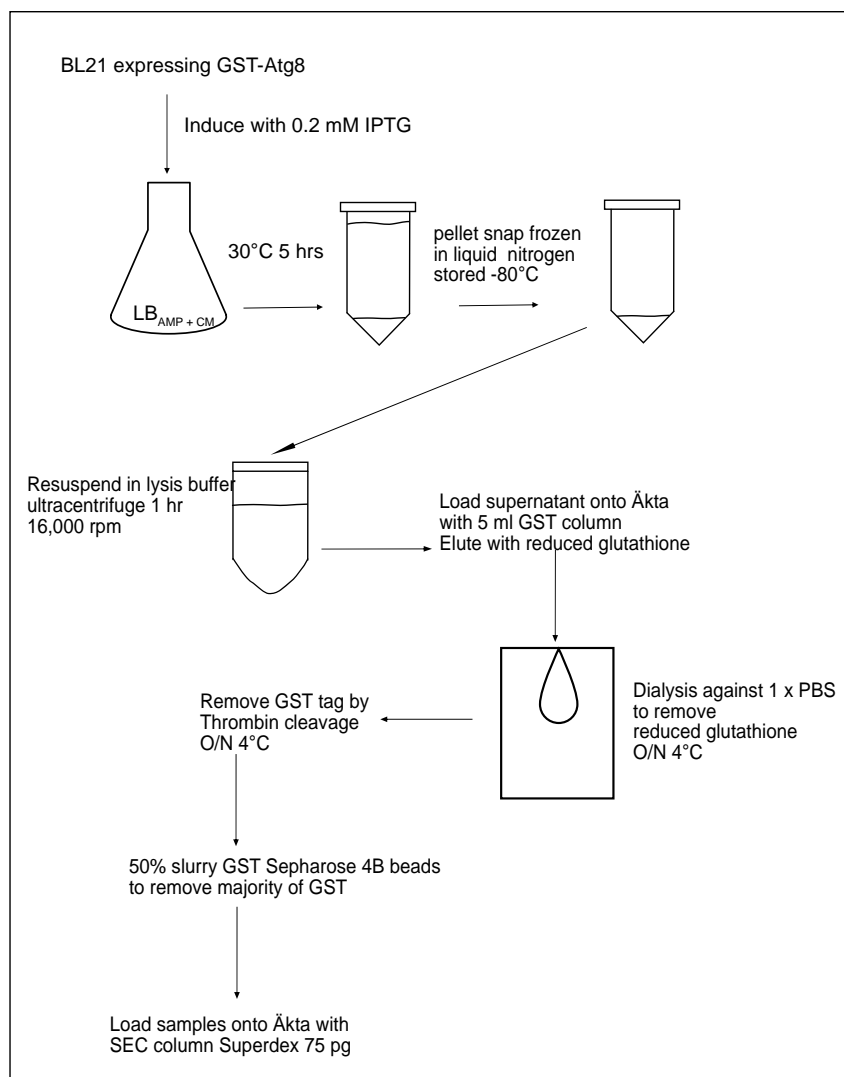 BL21 expressing GST-Atg8
Induce with 0.2 mM IPTG
LB AMP + CM
30°C 5 hrs
pellet snap frozen
in liquid nitrogen
stored -80°C
Resuspend in lysis buffer
ultracentrifuge 1 hr
16,000 rpm
Load supernatant onto Äkta
with 5 ml GST column
Elute with reduced glutathione
Dialysis against 1 x PBS
to remove
reduced glutathione
O/N 4°C
Remove GST tag by
Thrombin cleavage
O/N 4°C
50% slurry GST Sepharose 4B beads
to remove majority of GST
Load samples onto Äkta with
SEC column Superdex 75 pg